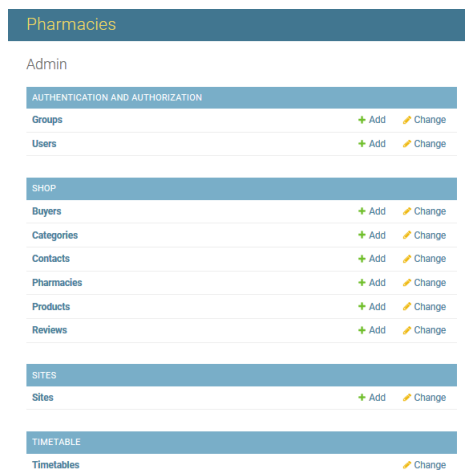 Pharmacies
Admin
AUTHENTICATION AND AUTHORIZATION
Groups Add Change
Users Add Change
SHOP
Buyers Add Change
Categories Add Change
Contacts Add Change
Pharmacies Add Change
Products Add Change
Reviews Add Change
SITES
Sites Add Change
TIMETABLE
Timetables Change